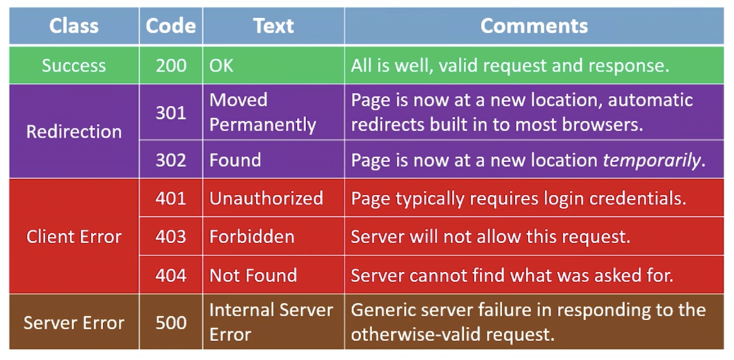 Class Code Text Comments
Success 200 OK All is well, valid request and response.
Redirection
301
Moved
Permanently
Page is now at a new location, automatic
redirects built in to most browsers.
302 Found Page is now at a new location temporarily.
Client Error
401 Unauthorized Page typically requires login credentials.
403 Forbidden Server will not allow this request.
404 Not Found Server cannot find what was asked for.
Server Error
500
Internal Server
Error
Generic server failure in responding to the
otherwise-valid request.